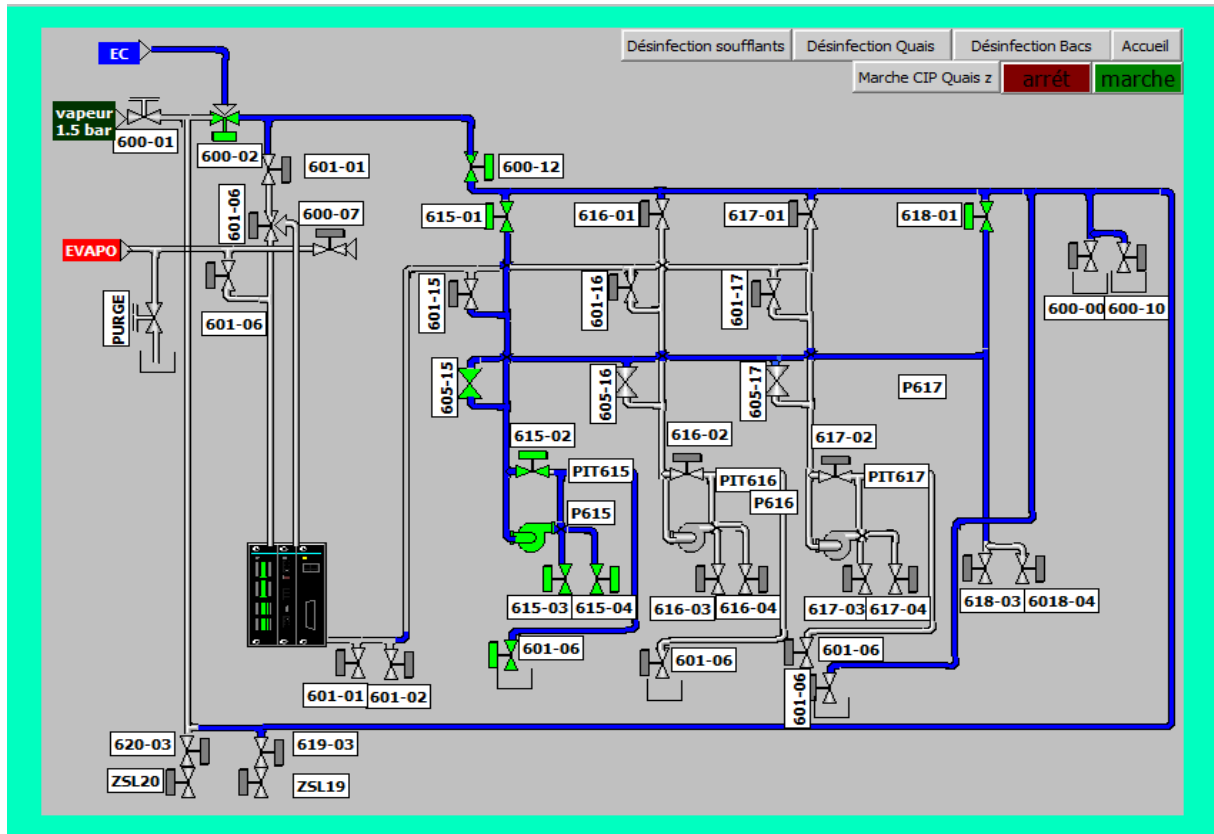 EC
Désinfection soufflants
Désinfection Quais
Désinfection Bacs
Accueil
Marche CIP Quais z
arrét
marche
vapeur
1.5 bar
600-01
600-02
601-01
600-12
601-06
600-07
615-01
616-01
617-01
618-01
EVAPO
PURGE
601-06
601-15
601-16
601-17
600-00
600-10
605-15
605-16
605-17
P617
615-02
616-02
617-02
PIT615
PIT616
PIT617
P615
P616
615-03
615-04
616-03
616-04
617-03
617-04
618-03
6018-04
601-06
601-06
601-06
601-06
601-01
601-02
620-03
619-03
ZSL20
ZSL19